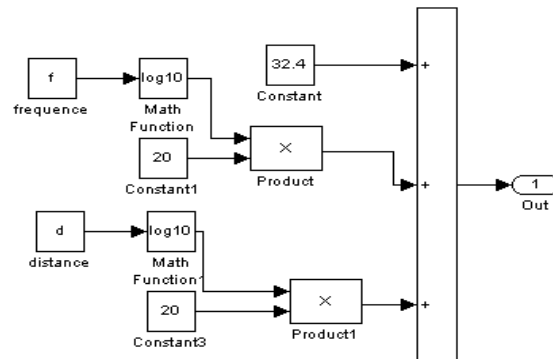 f
frequence
log10
Math
Function
32.4
Constant
+
20
Constant1
×
Product
+
1
Out
d
distance
log10
Math
Function1
20
Constant3
×
Product1
+